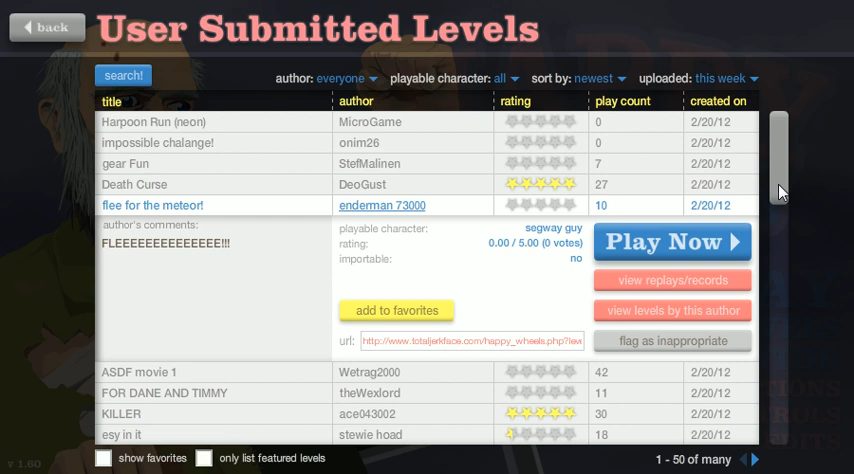 back
User Submitted Levels
search!
author: everyone playable character: all sort by: newest uploaded: this week
title author rating play count created on
Harpoon Run (neon) MicroGame 0 2/20/12
impossible chalange! onim26 0 2/20/12
gear Fun StefMalinen 7 2/20/12
Death Curse DeoGust 27 2/20/12
flee for the meteor! enderman 73000 10 2/20/12
author's comments:
FLEEEEEEEEEEEEEE!!!
playable character: segway guy
rating: 0.00 / 5.00 (0 votes)
importable: no
Play Now
view replays/records
add to favorites
view levels by this author
url: http://www.totaljerkface.com/happy_wheels.php?leve
flag as inappropriate
ASDF movie 1 Wetrag2000 42 2/20/12
FOR DANE AND TIMMY theWexlord 11 2/20/12
KILLER ace043002 30 2/20/12
esy in it stewie hoad 18 2/20/12
show favorites only list featured levels 1 - 50 of many
v 1.60